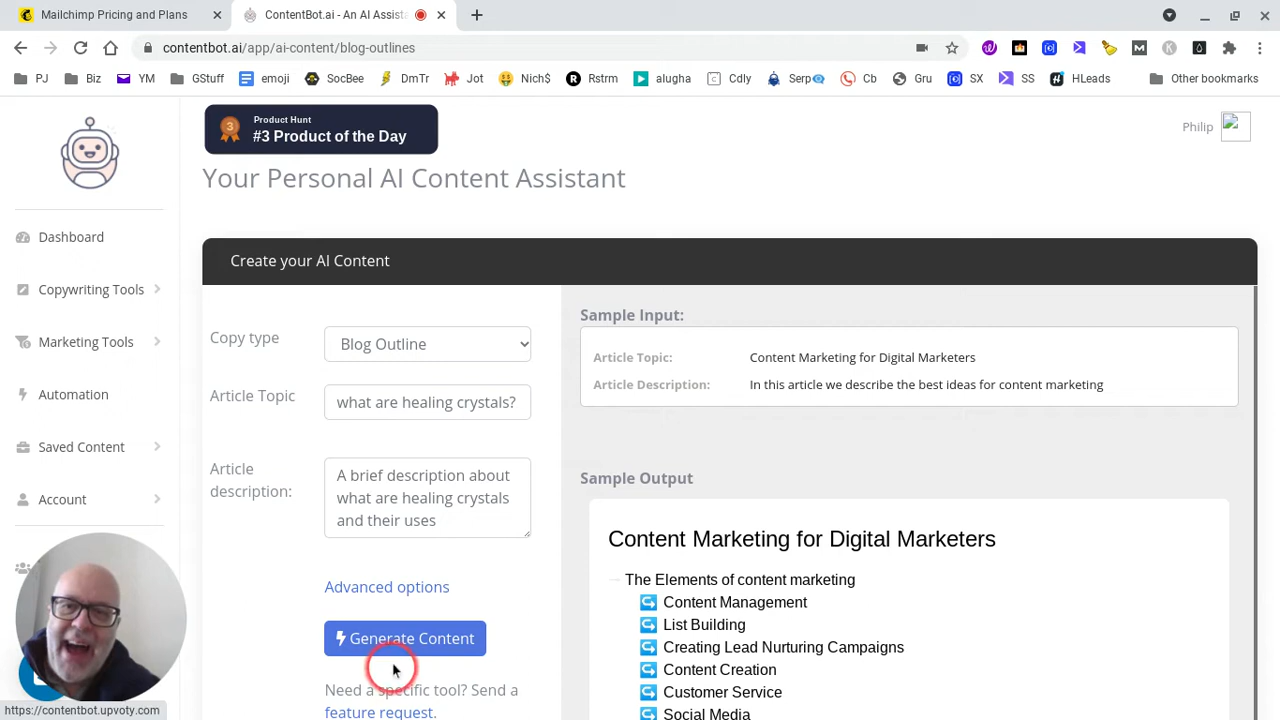 Mailchimp Pricing and Plans
ContentBot.ai - An AI Assista
contentbot.ai/app/ai-content/blog-outlines
PJ Biz YM GStuff emoji SocBee DmTr Jot Nich$ Rstrm alugha Cdly Serp Cb Gru SX SS HLeads Other bookmarks
Product Hunt
#3 Product of the Day
Philip
Your Personal AI Content Assistant
Dashboard
Copywriting Tools
Marketing Tools
Automation
Saved Content
Account
Create your AI Content
Copy type Blog Outline
Article Topic what are healing crystals?
Article description:
A brief description about
what are healing crystals
and their uses
Advanced options
Generate Content
Need a specific tool? Send a
feature request.
Sample Input:
Article Topic: Content Marketing for Digital Marketers
Article Description: In this article we describe the best ideas for content marketing
Sample Output
Content Marketing for Digital Marketers
The Elements of content marketing
Content Management
List Building
Creating Lead Nurturing Campaigns
Content Creation
Customer Service
Social Media
https://contentbot.upvoty.com